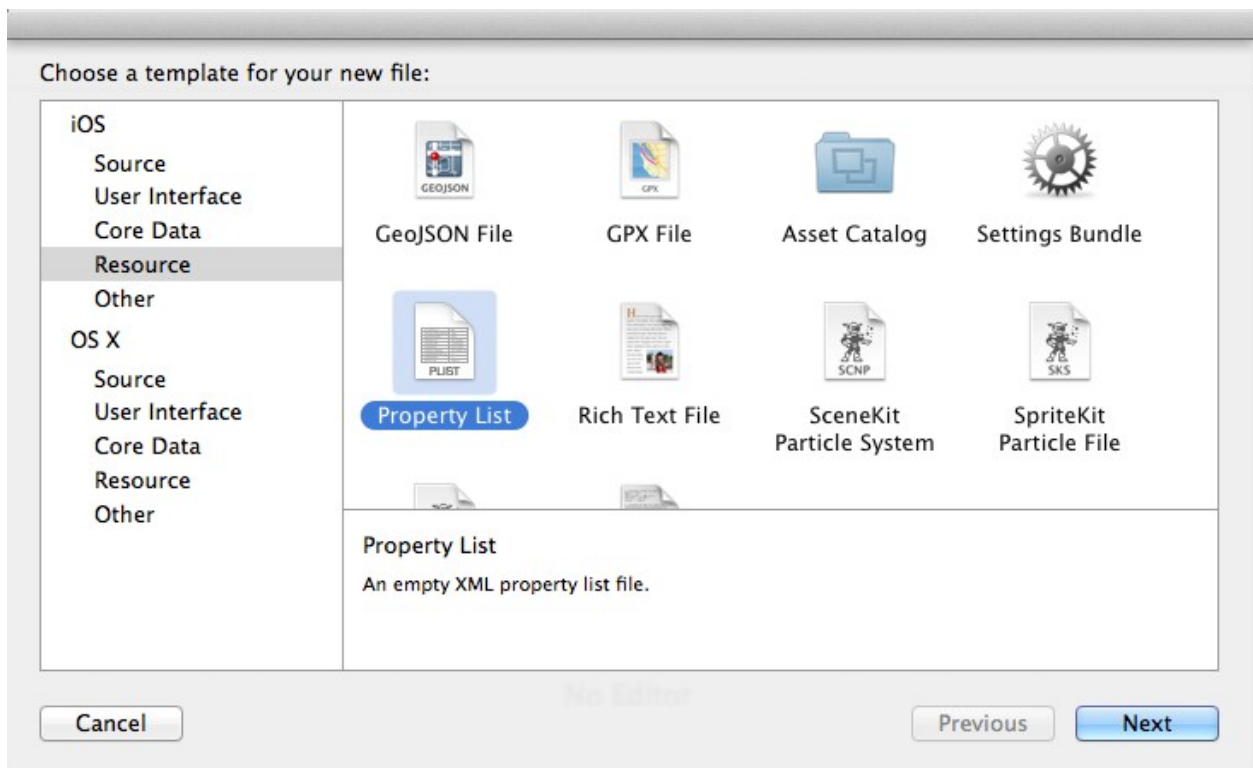 Choose a template for your new file:
iOS
Source
User Interface
Core Data
Resource
Other
OS X
Source
User Interface
Core Data
Resource
Other
GEOJSON
GeoJSON File
GPX
GPX File
Asset Catalog
Settings Bundle
PLIST
Property List
Rich Text File
SCNP
SceneKit
Particle System
SKS
SpriteKit
Particle File
Property List
An empty XML property list file.
No Editor
Cancel
Previous
Next